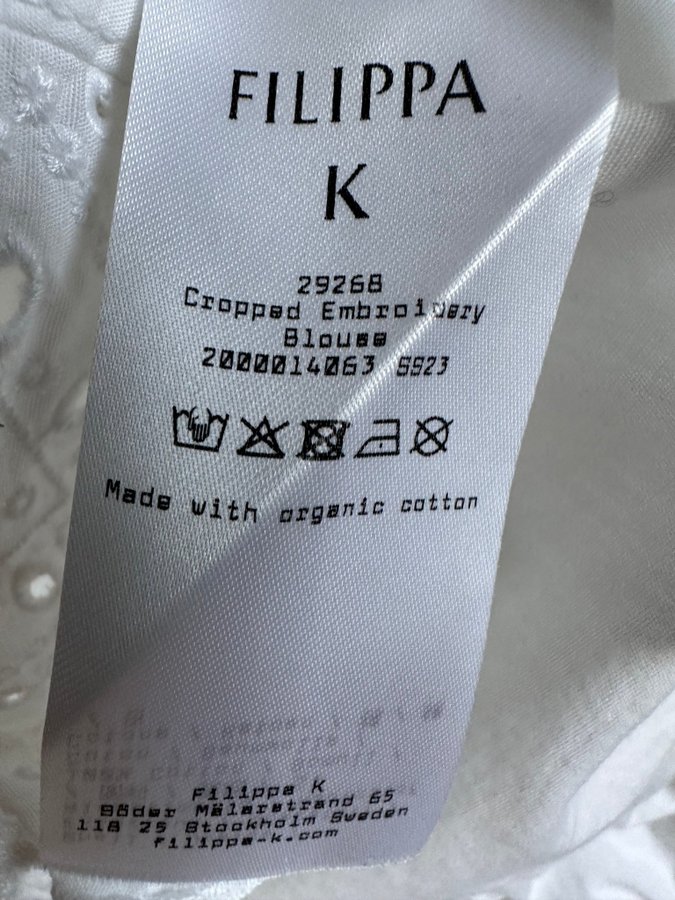 FILIPPA
K
29268
Cropped Embroidery
Blouse
2000014063 SS23
Made with organic cotton
Filippa K
Söder Mälarstrand 65
118 25 Stockholm Sweden
filippa-k.com